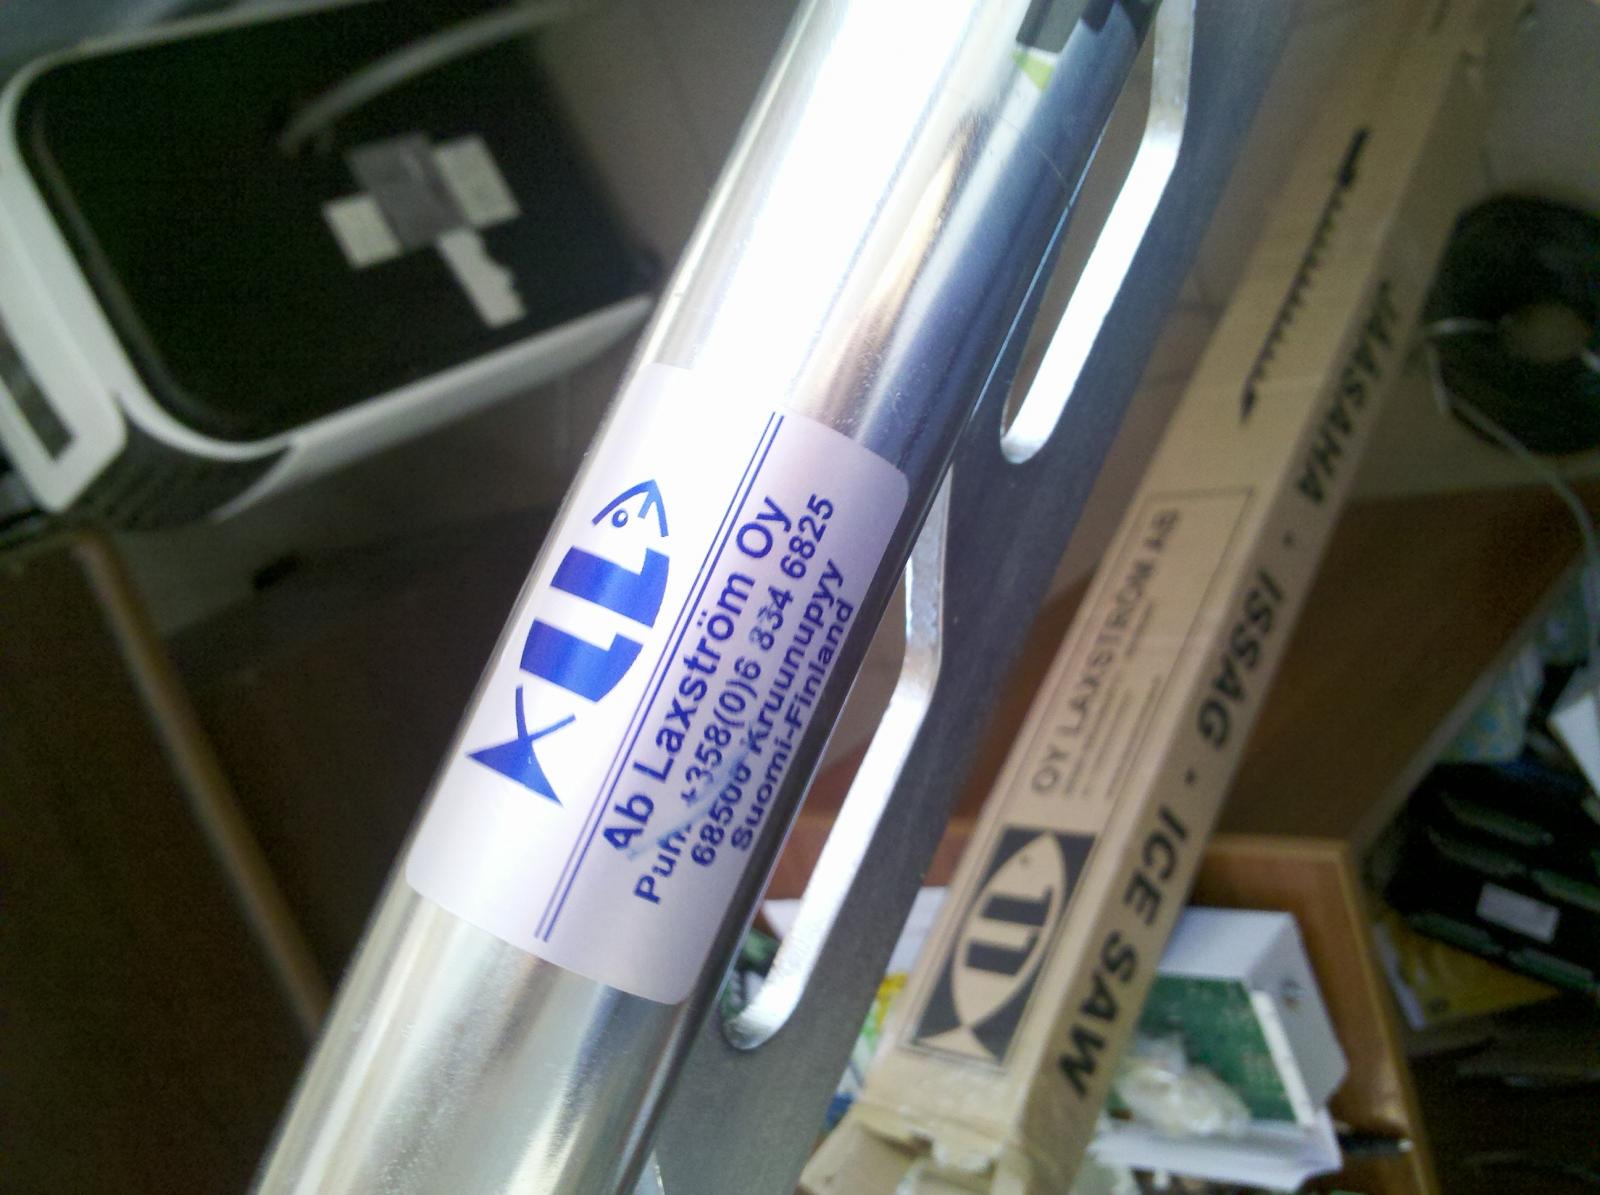 Ab Laxström Oy
Puh. +358(0)6 834 6825
68500 Kruunupyy
Suomi-Finland
OY LAXSTRÖM AB
JÄÄSAHA · ISSÅG · ICE SAW